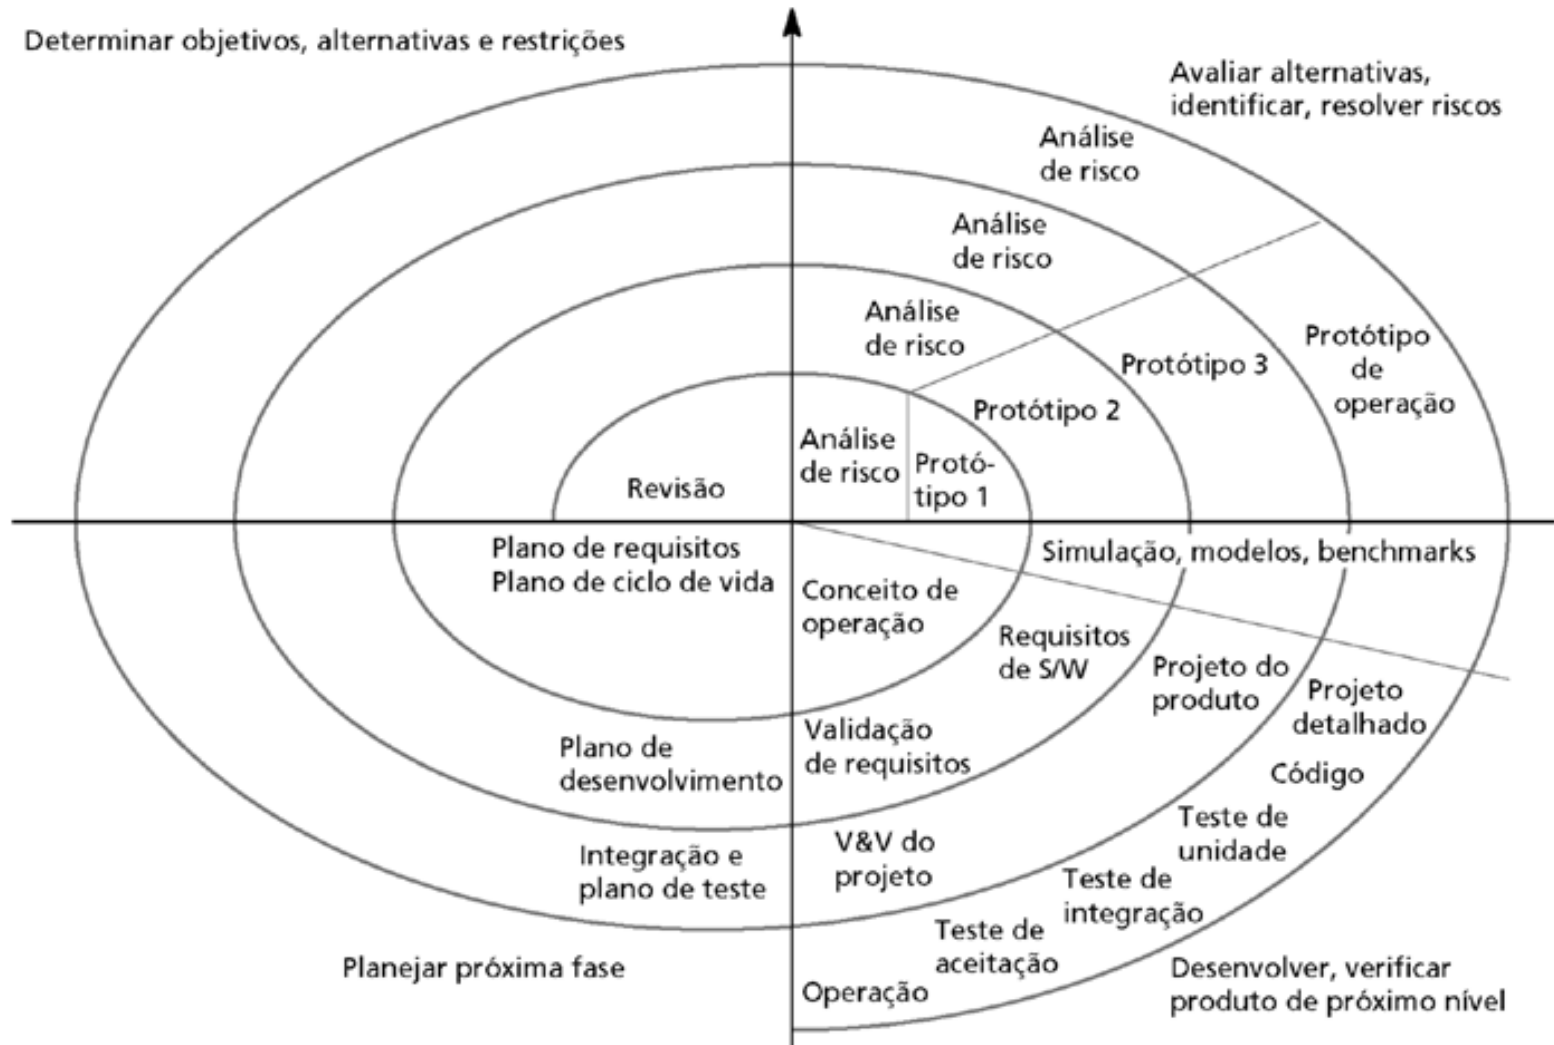 Determinar objetivos, alternativas e restrições
Avaliar alternativas,
identificar, resolver riscos
Análise
de risco
Análise
de risco
Análise
de risco
Protótipo
de
operação
Protótipo 3
Protótipo 2
Análise
de risco
Protó-
tipo 1
Revisão
Plano de requisitos
Plano de ciclo de vida
Simulação, modelos, benchmarks
Conceito de
operação
Requisitos
de S/W
Projeto do
produto
Projeto
detalhado
Plano de
desenvolvimento
Validação
de requisitos
Código
Teste de
unidade
Integração e
plano de teste
V&V do
projeto
Teste de
integração
Teste de
aceitação
Operação
Planejar próxima fase
Desenvolver, verificar
produto de próximo nível